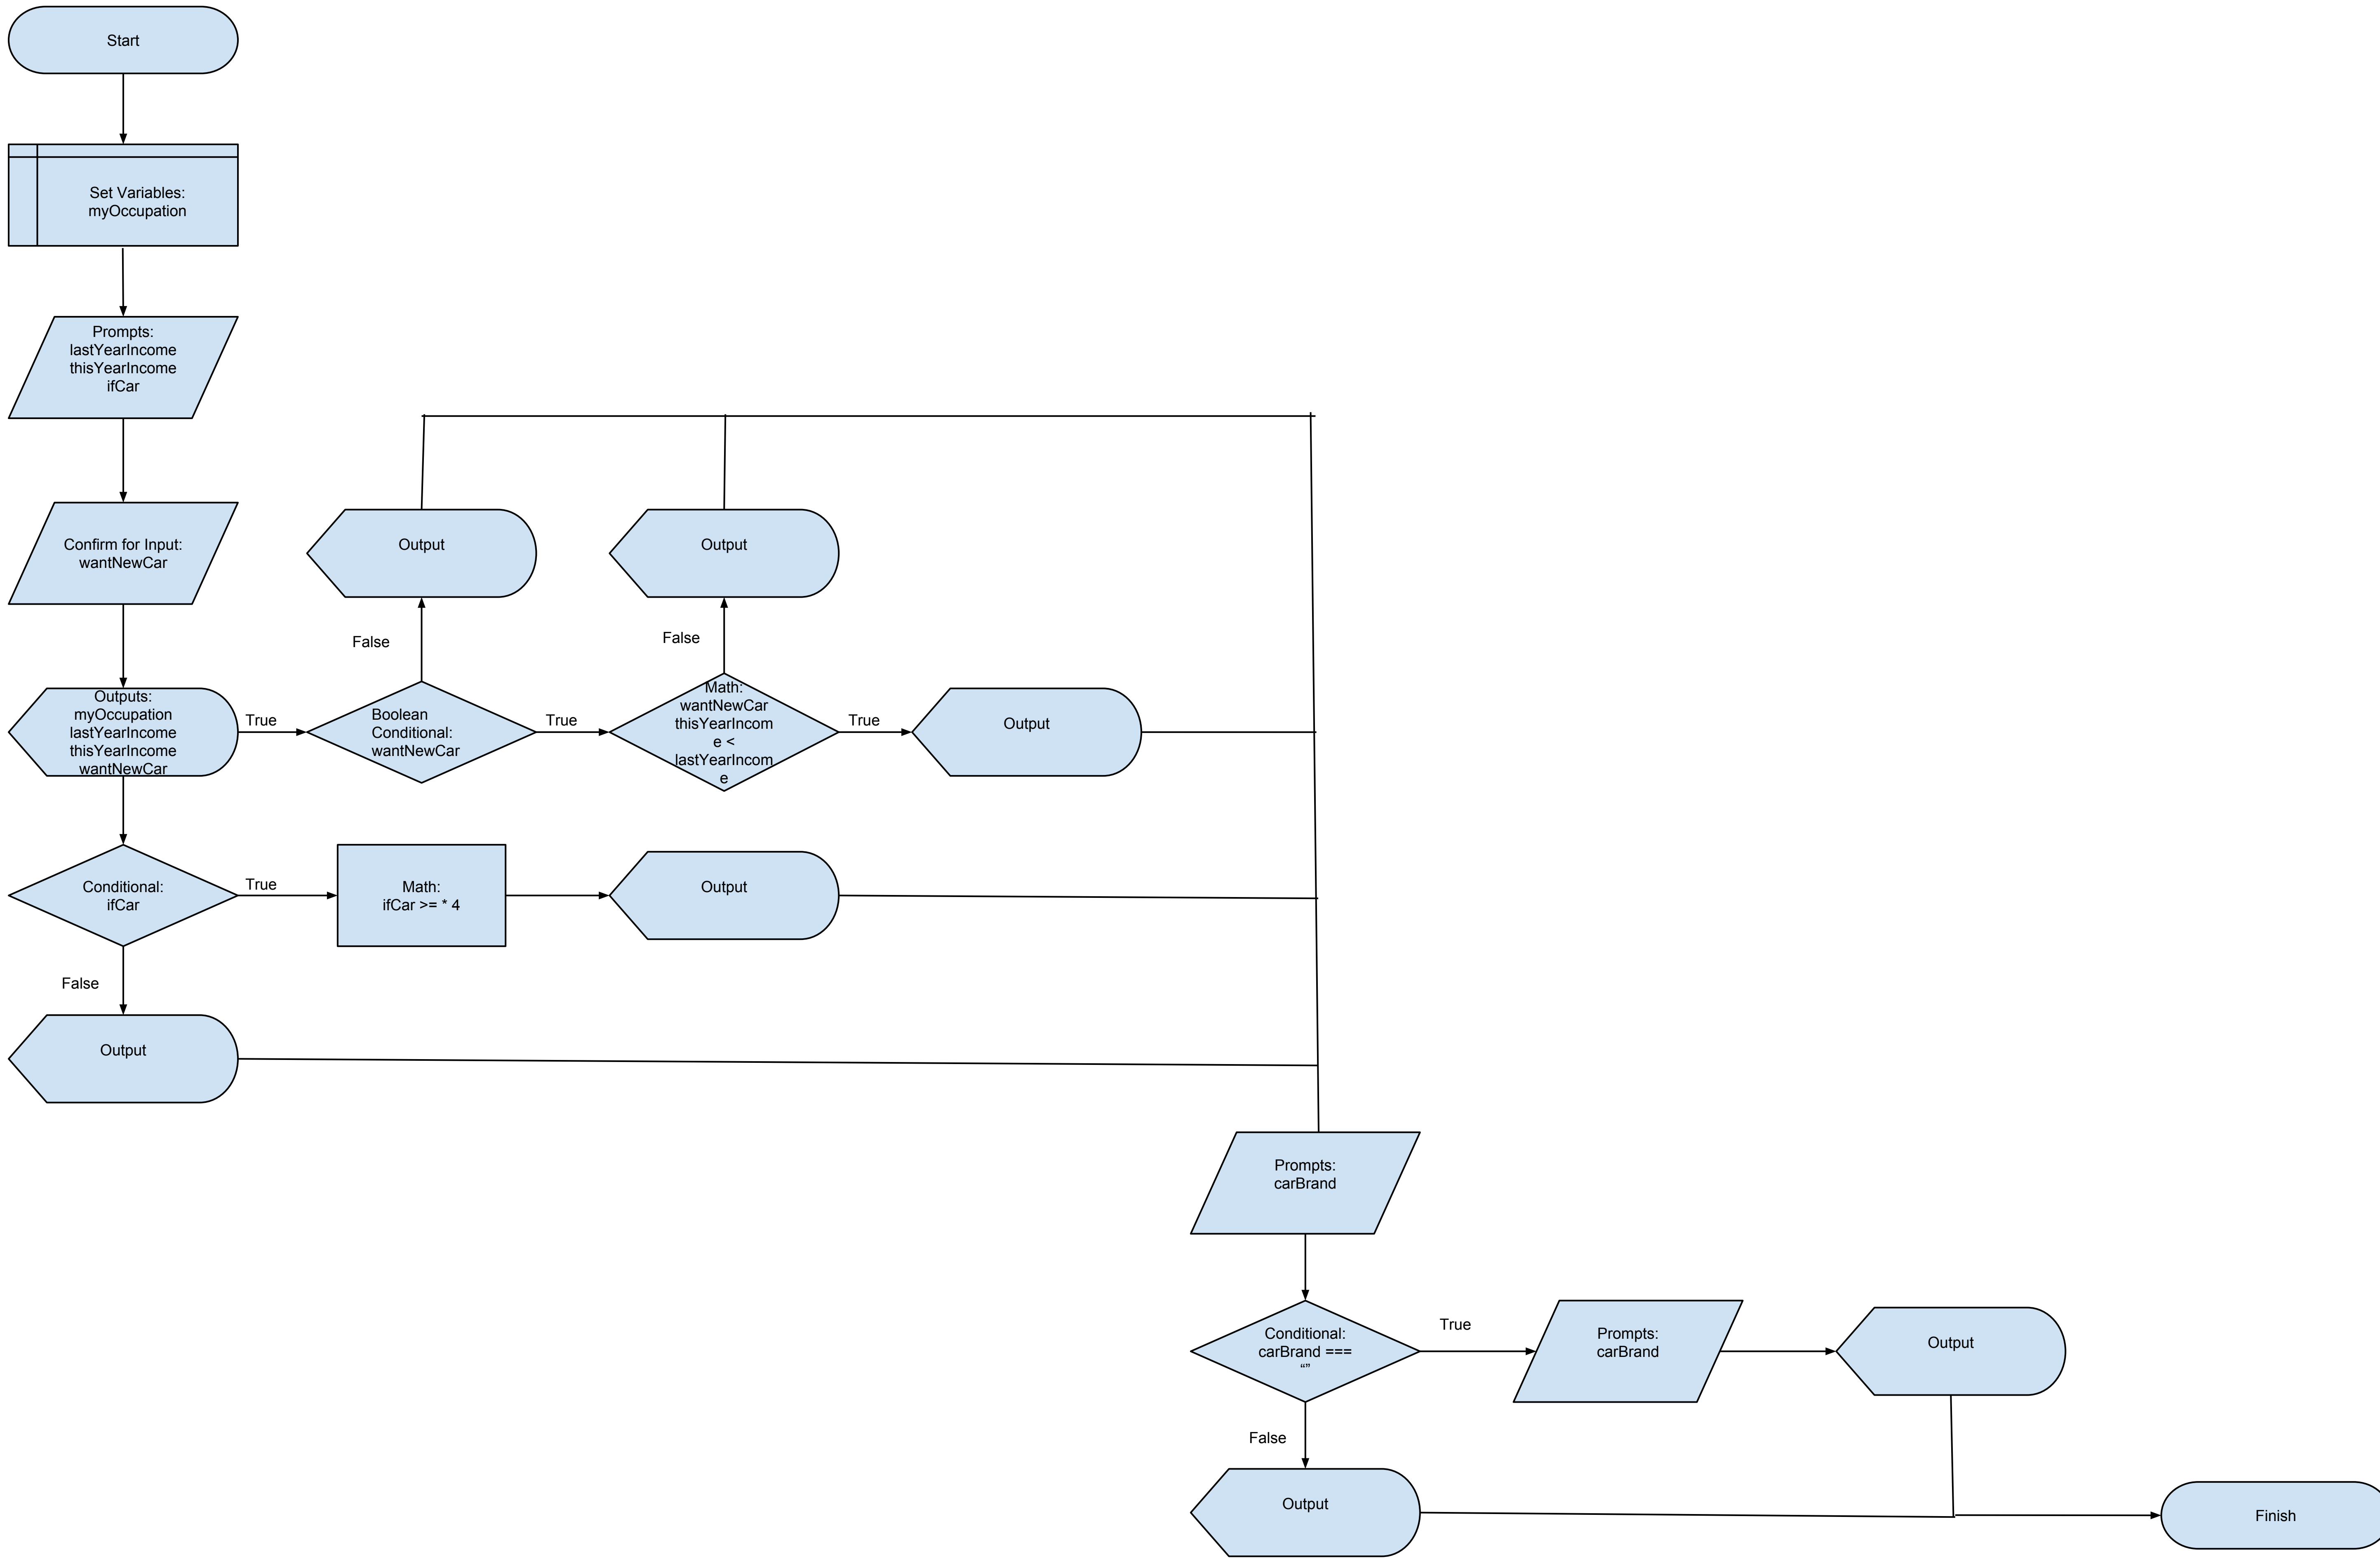 Start
Set Variables:
myOccupation
Prompts:
lastYearIncome
thisYearIncome
ifCar
Confirm for Input:
wantNewCar
Output
Output
False
False
Outputs:
myOccupation
lastYearIncome
thisYearIncome
wantNewCar
True
Boolean
Conditional:
wantNewCar
True
Math:
wantNewCar
thisYearIncom
e <
lastYearIncom
e
True
Output
Conditional:
ifCar
True
Math:
ifCar >= * 4
Output
False
Output
Prompts:
carBrand
Conditional:
carBrand ===
“”
True
Prompts:
carBrand
Output
False
Output
Finish